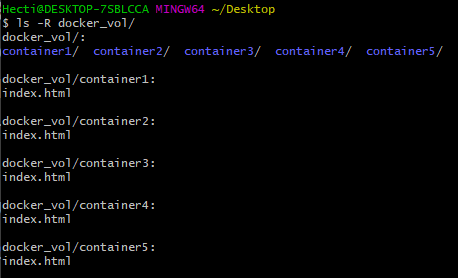 Hecti@DESKTOP-7SBLCCA MINGW64 ~/Desktop
$ ls -R docker_vol/
docker_vol/:
container1/  container2/  container3/  container4/  container5/
docker_vol/container1:
index.html
docker_vol/container2:
index.html
docker_vol/container3:
index.html
docker_vol/container4:
index.html
docker_vol/container5:
index.html